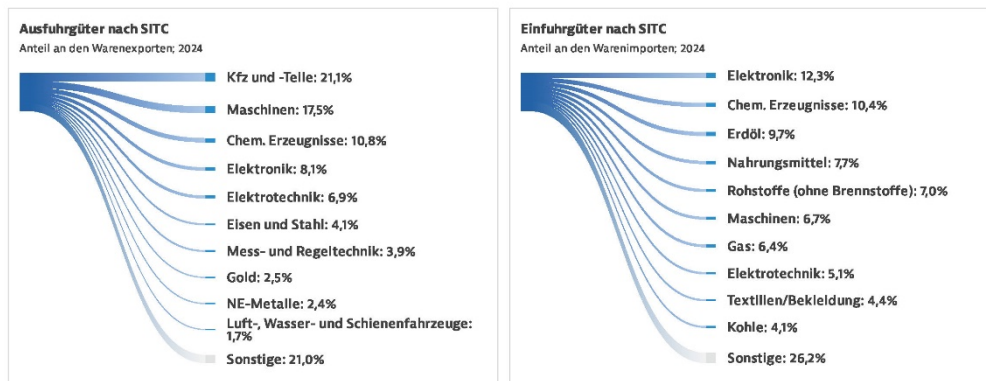 Ausfuhrgüter nach SITC
Anteil an den Warenexporten; 2024
Kfz und -Teile: 21,1%
Maschinen: 17,5%
Chem. Erzeugnisse: 10,8%
Elektronik: 8,1%
Elektrotechnik: 6,9%
Eisen und Stahl: 4,1%
Mess- und Regeltechnik: 3,9%
Gold: 2,5%
NE-Metalle: 2,4%
Luft-, Wasser- und Schienenfahrzeuge:
1,7%
Sonstige: 21,0%
Einfuhrgüter nach SITC
Anteil an den Warenimporten; 2024
Elektronik: 12,3%
Chem. Erzeugnisse: 10,4%
Erdöl: 9,7%
Nahrungsmittel: 7,7%
Rohstoffe (ohne Brennstoffe): 7,0%
Maschinen: 6,7%
Gas: 6,4%
Elektrotechnik: 5,1%
Textilien/Bekleidung: 4,4%
Kohle: 4,1%
Sonstige: 26,2%